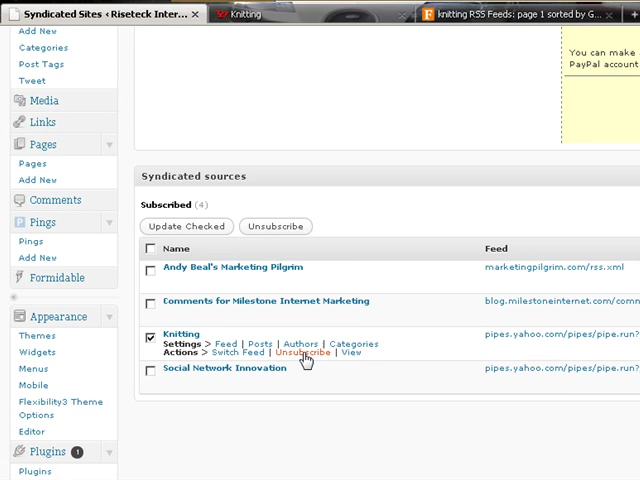 Syndicated Sites ‹ Riseteck Inter... ×
Knitting ×
knitting RSS Feeds: page 1 sorted by G... ×
Add New
Categories
Post Tags
Tweet
Media
Links
Pages
Pages
Add New
Comments
Pings
Pings
Add New
Formidable
Appearance
Themes
Widgets
Menus
Mobile
Flexibility3 Theme
Options
Editor
Plugins 1
Plugins
You can make
PayPal account
Syndicated sources
Subscribed (4)
Update Checked Unsubscribe
Name Feed
Andy Beal's Marketing Pilgrim marketingpilgrim.com/rss.xml
Comments for Milestone Internet Marketing blog.milestoneinternet.com/comm
Knitting pipes.yahoo.com/pipes/pipe.run?
Settings > Feed | Posts | Authors | Categories
Actions > Switch Feed | Unsubscribe | View
Social Network Innovation pipes.yahoo.com/pipes/pipe.run?